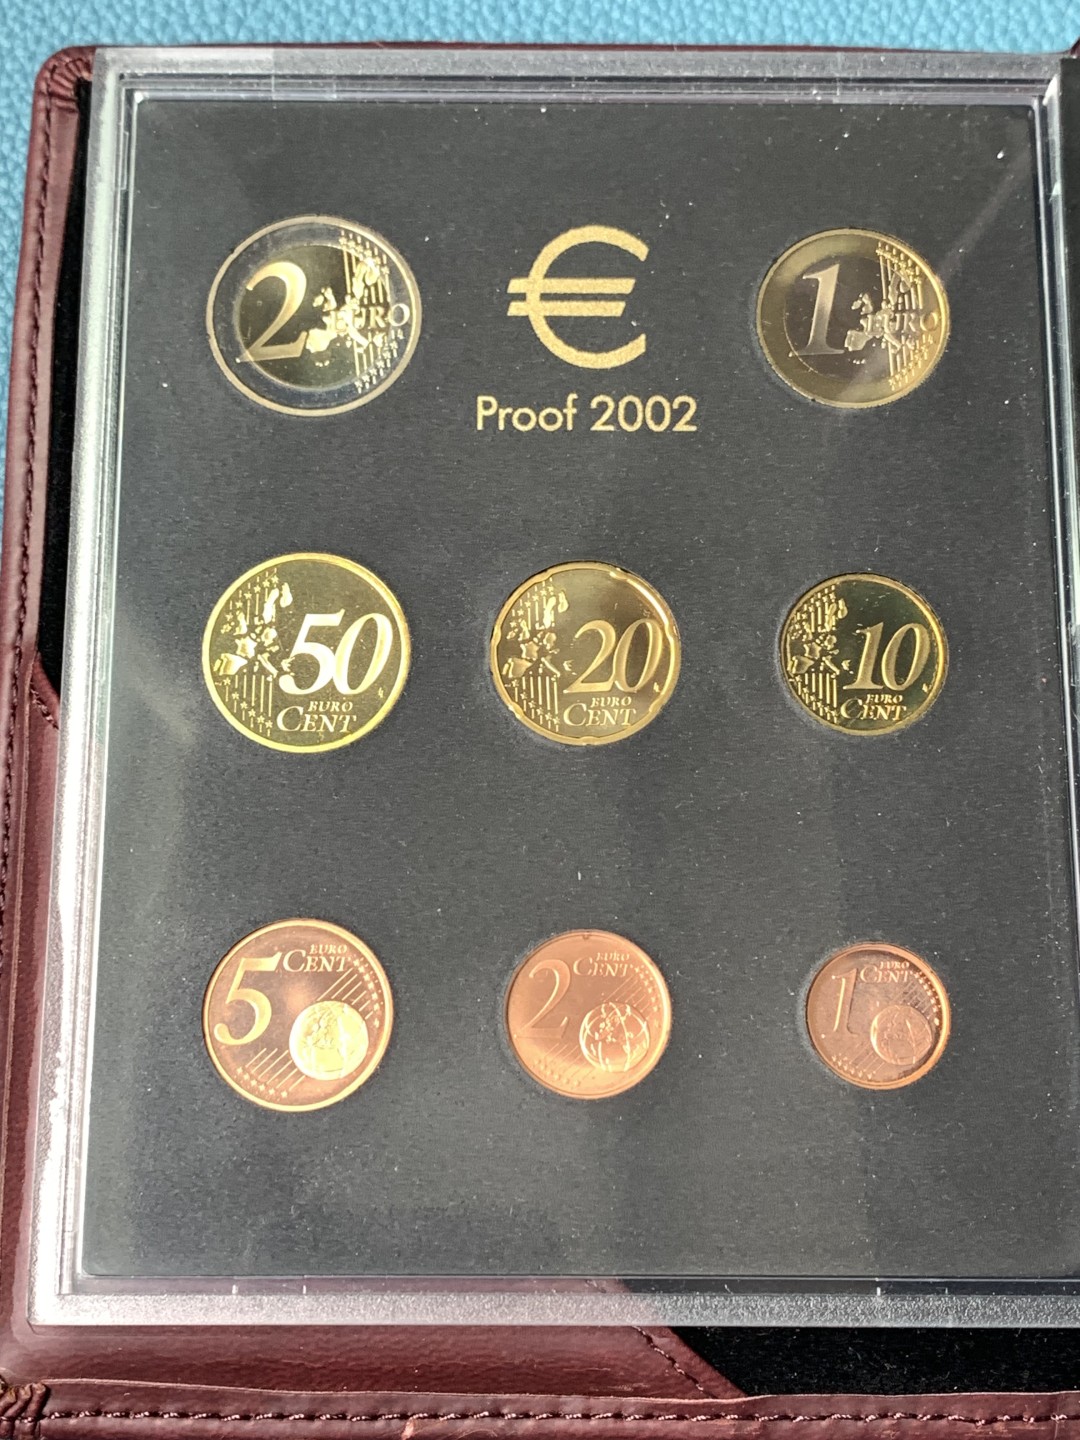 2 EURO
€
1 EURO
Proof 2002
50 EURO CENT
20 EURO CENT
10 EURO CENT
5 EURO CENT
2 EURO CENT
1 EURO CENT